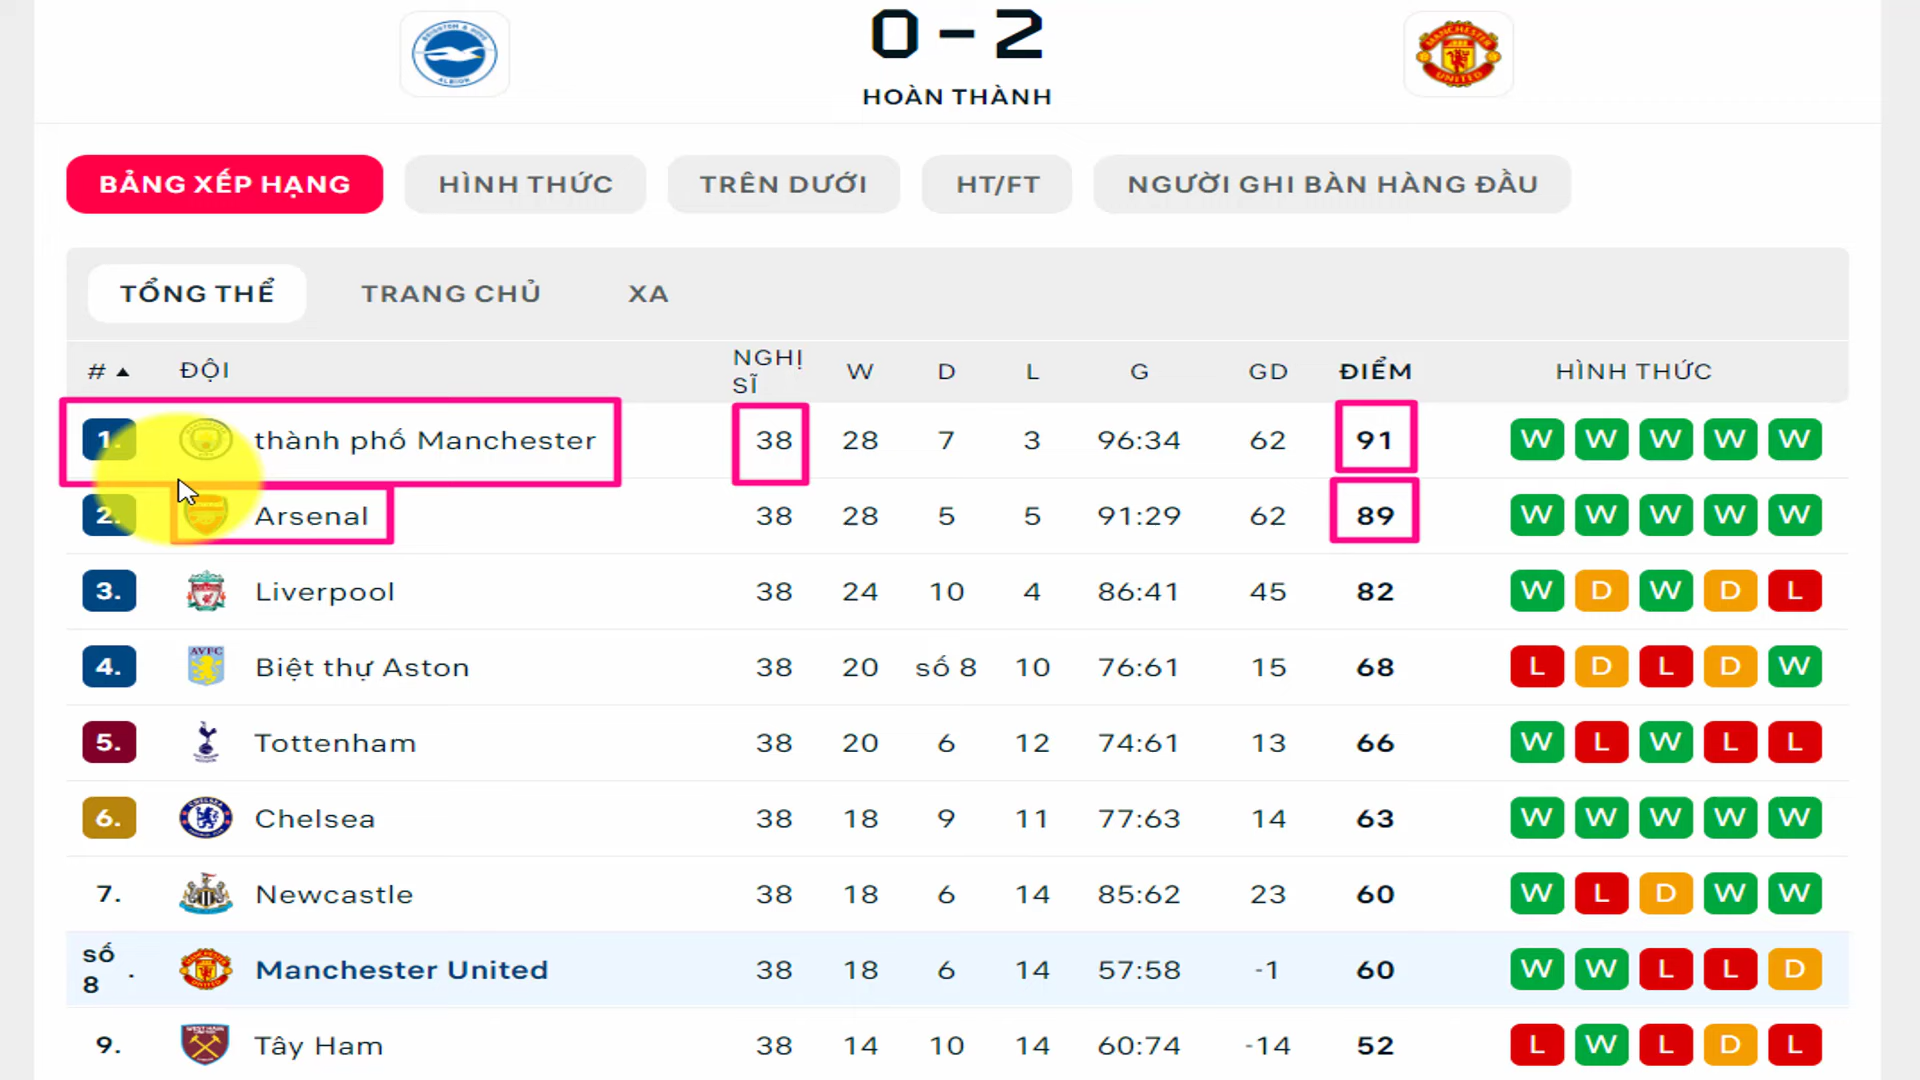 0 - 2
HOÀN THÀNH
BẢNG XẾP HẠNG HÌNH THỨC TRÊN DƯỚI HT/FT NGƯỜI GHI BÀN HÀNG ĐẦU
TỔNG THỂ TRANG CHỦ XA
# ĐỘI NGHỊ SĨ W D L G GD ĐIỂM HÌNH THỨC
1. thành phố Manchester 38 28 7 3 96:34 62 91 W W W W W
2. Arsenal 38 28 5 5 91:29 62 89 W W W W W
3. Liverpool 38 24 10 4 86:41 45 82 W D W D L
4. Biệt thự Aston 38 20 số 8 10 76:61 15 68 L D L D W
5. Tottenham 38 20 6 12 74:61 13 66 W L W L L
6. Chelsea 38 18 9 11 77:63 14 63 W W W W W
7. Newcastle 38 18 6 14 85:62 23 60 W L D W W
số 8 . Manchester United 38 18 6 14 57:58 -1 60 W W L L D
9. Tây Ham 38 14 10 14 60:74 -14 52 L W L D L